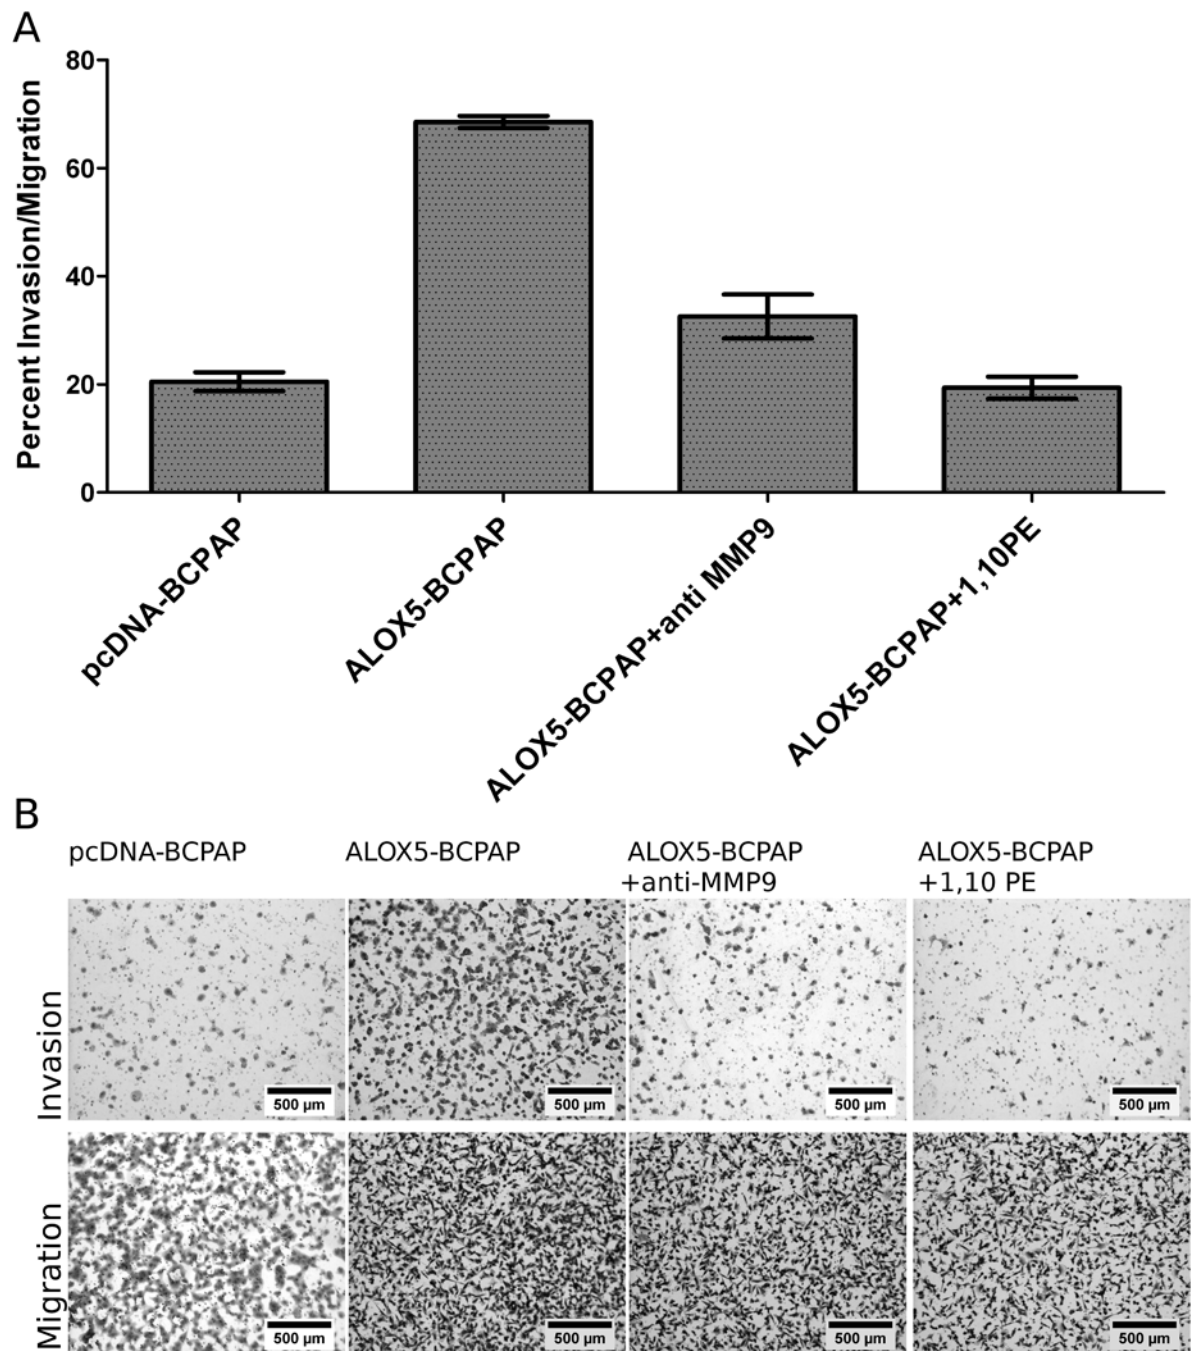 A
80
60
40
20
0
Percent Invasion/Migration
pcDNA-BCPAP
ALOX5-BCPAP
ALOX5-BCPAP+anti MMP9
ALOX5-BCPAP+1,10PE
B
pcDNA-BCPAP
ALOX5-BCPAP
ALOX5-BCPAP
+anti-MMP9
ALOX5-BCPAP
+1,10 PE
Invasion
500 µm
500 µm
500 µm
500 µm
Migration
500 µm
500 µm
500 µm
500 µm